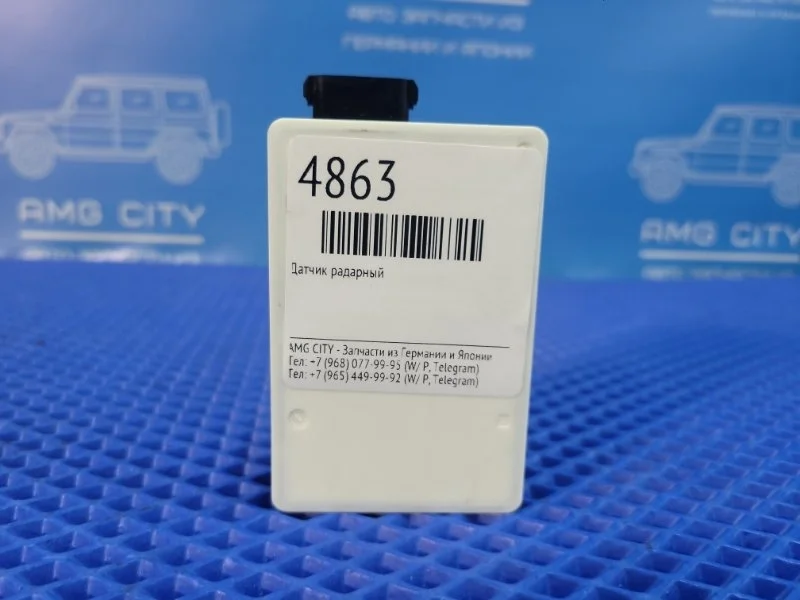 АВТО ЗАПЧАСТИ ИЗ
ГЕРМАНИИ И ЯПОНИИ
AMG CITY
AMG CITY
4863
Датчик радарный
AMG CITY - Запчасти из Германии и Японии
Тел: +7 (968) 077-99-95 (W/ P, Telegram)
Тел: +7 (965) 449-99-92 (W/ P, Telegram)